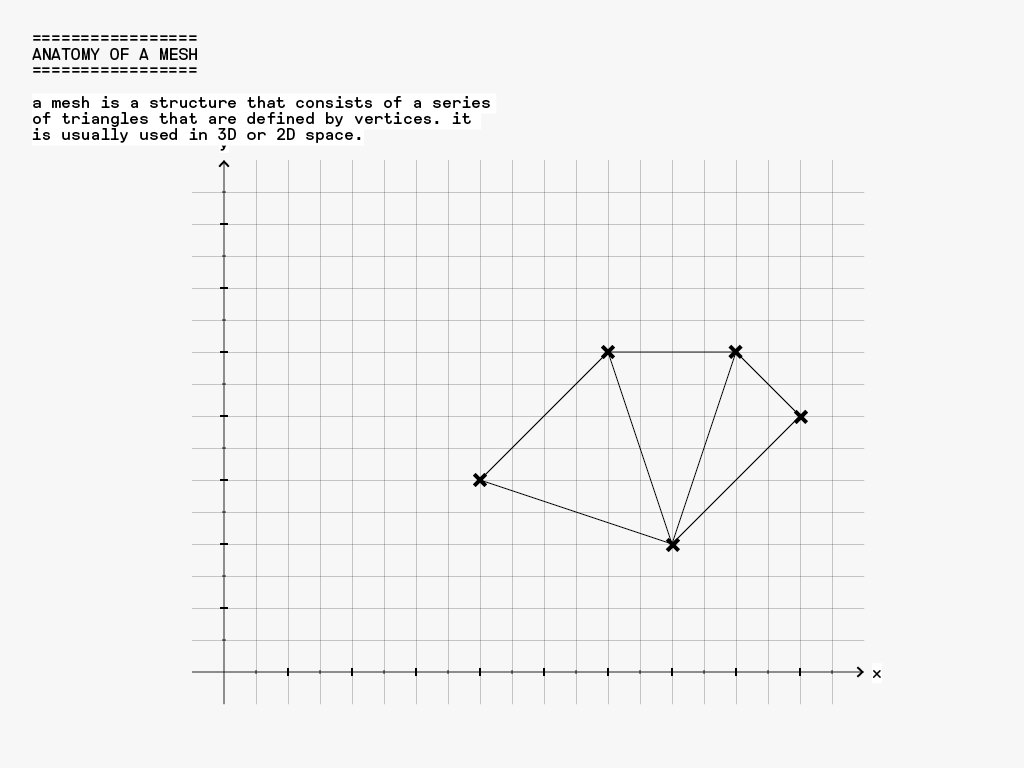 =================
ANATOMY OF A MESH
=================
a mesh is a structure that consists of a series
of triangles that are defined by vertices. it
is usually used in 3D or 2D space.
y
x